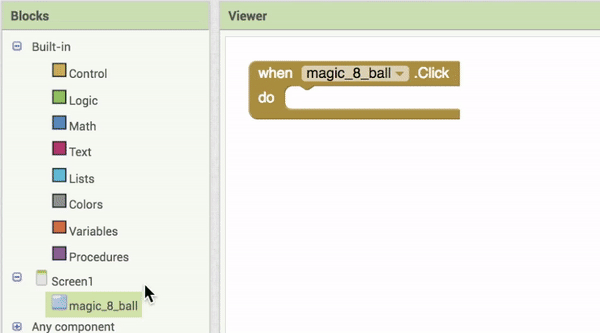 Blocks
Viewer
Built-in
Control
Logic
Math
Text
Lists
Colors
Variables
Procedures
Screen1
magic_8_ball
Any component
when magic_8_ball .Click
do